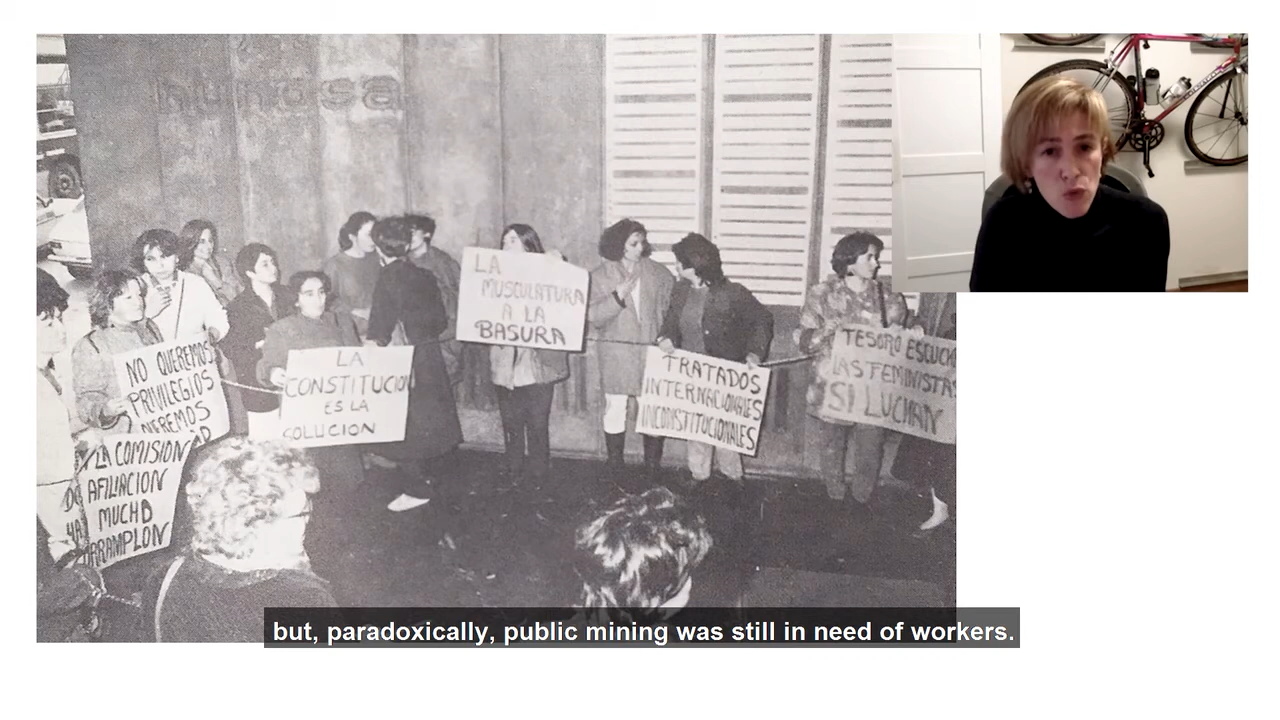 hunosa
NO QUEREMOS
PRIVILEGIOS
LA COMISION
AFILIACION
MUCHO
LA
CONSTITUCION
ES LA
SOLUCION
LA
MUSCULATURA
A LA
BASURA
TRATADOS
INTERNACIONALES
INCONSTITUCIONALES
TESORO ESCUCH
LAS FEMINISTAS
SI LUCHAN
but, paradoxically, public mining was still in need of workers.